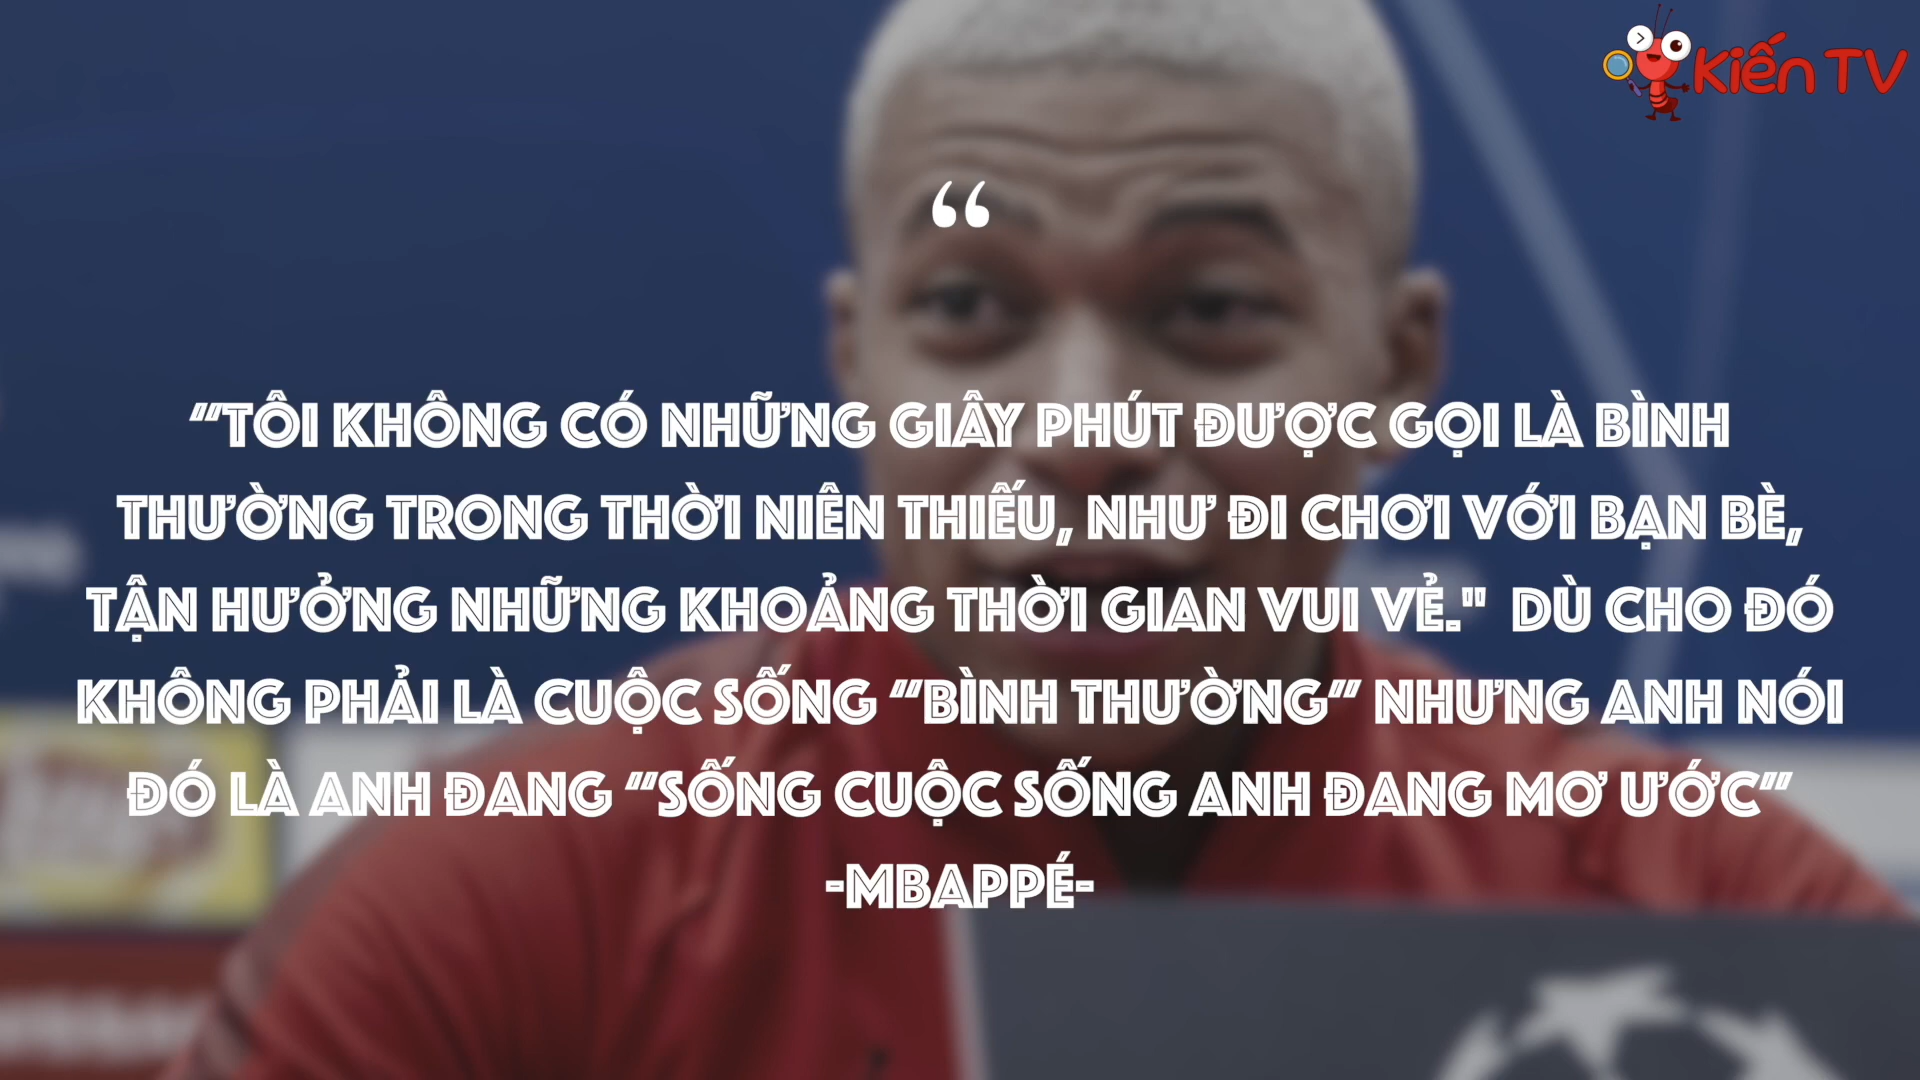 Kiến TV
“
“TÔI KHÔNG CÓ NHỮNG GIÂY PHÚT ĐƯỢC GỌI LÀ BÌNH
THƯỜNG TRONG THỜI NIÊN THIẾU, NHƯ ĐI CHƠI VỚI BẠN BÈ,
TẬN HƯỞNG NHỮNG KHOẢNG THỜI GIAN VUI VẺ." DÙ CHO ĐÓ
KHÔNG PHẢI LÀ CUỘC SỐNG “BÌNH THƯỜNG” NHƯNG ANH NÓI
ĐÓ LÀ ANH ĐANG “SỐNG CUỘC SỐNG ANH ĐANG MƠ ƯỚC”
-MBAPPÉ-